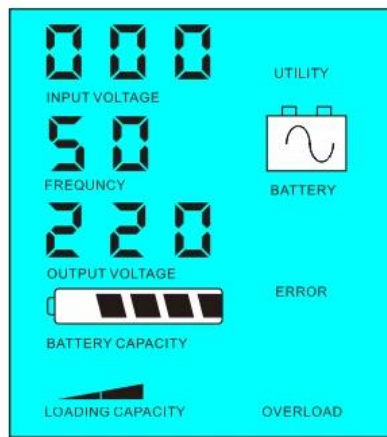 000
INPUT VOLTAGE
UTILITY
50
FREQUNCY
BATTERY
220
OUTPUT VOLTAGE
ERROR
BATTERY CAPACITY
LOADING CAPACITY
OVERLOAD